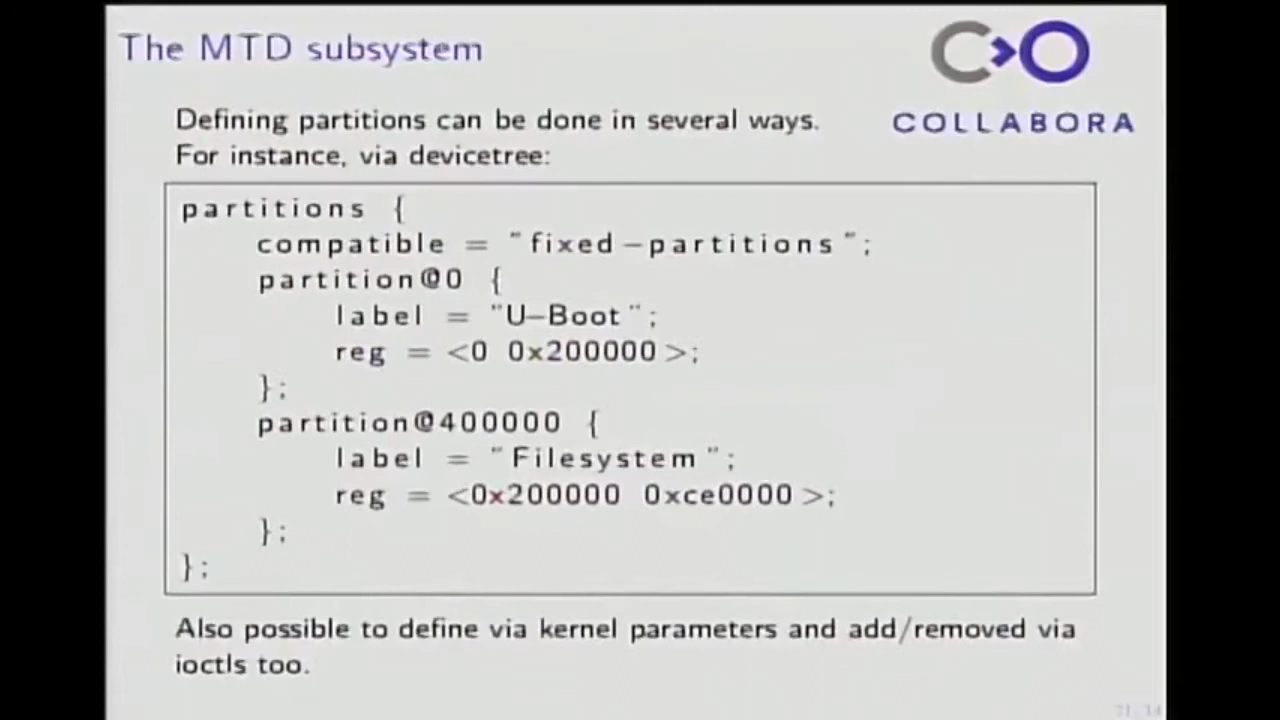 The MTD subsystem
COLLABORA
Defining partitions can be done in several ways.
For instance, via devicetree:
partitions {
compatible = "fixed-partitions";
partition@0 {
label = "U-Boot";
reg = <0 0x200000>;
};
partition@400000 {
label = "Filesystem";
reg = <0x200000 0xce0000>;
};
};
Also possible to define via kernel parameters and add/removed via
ioctls too.